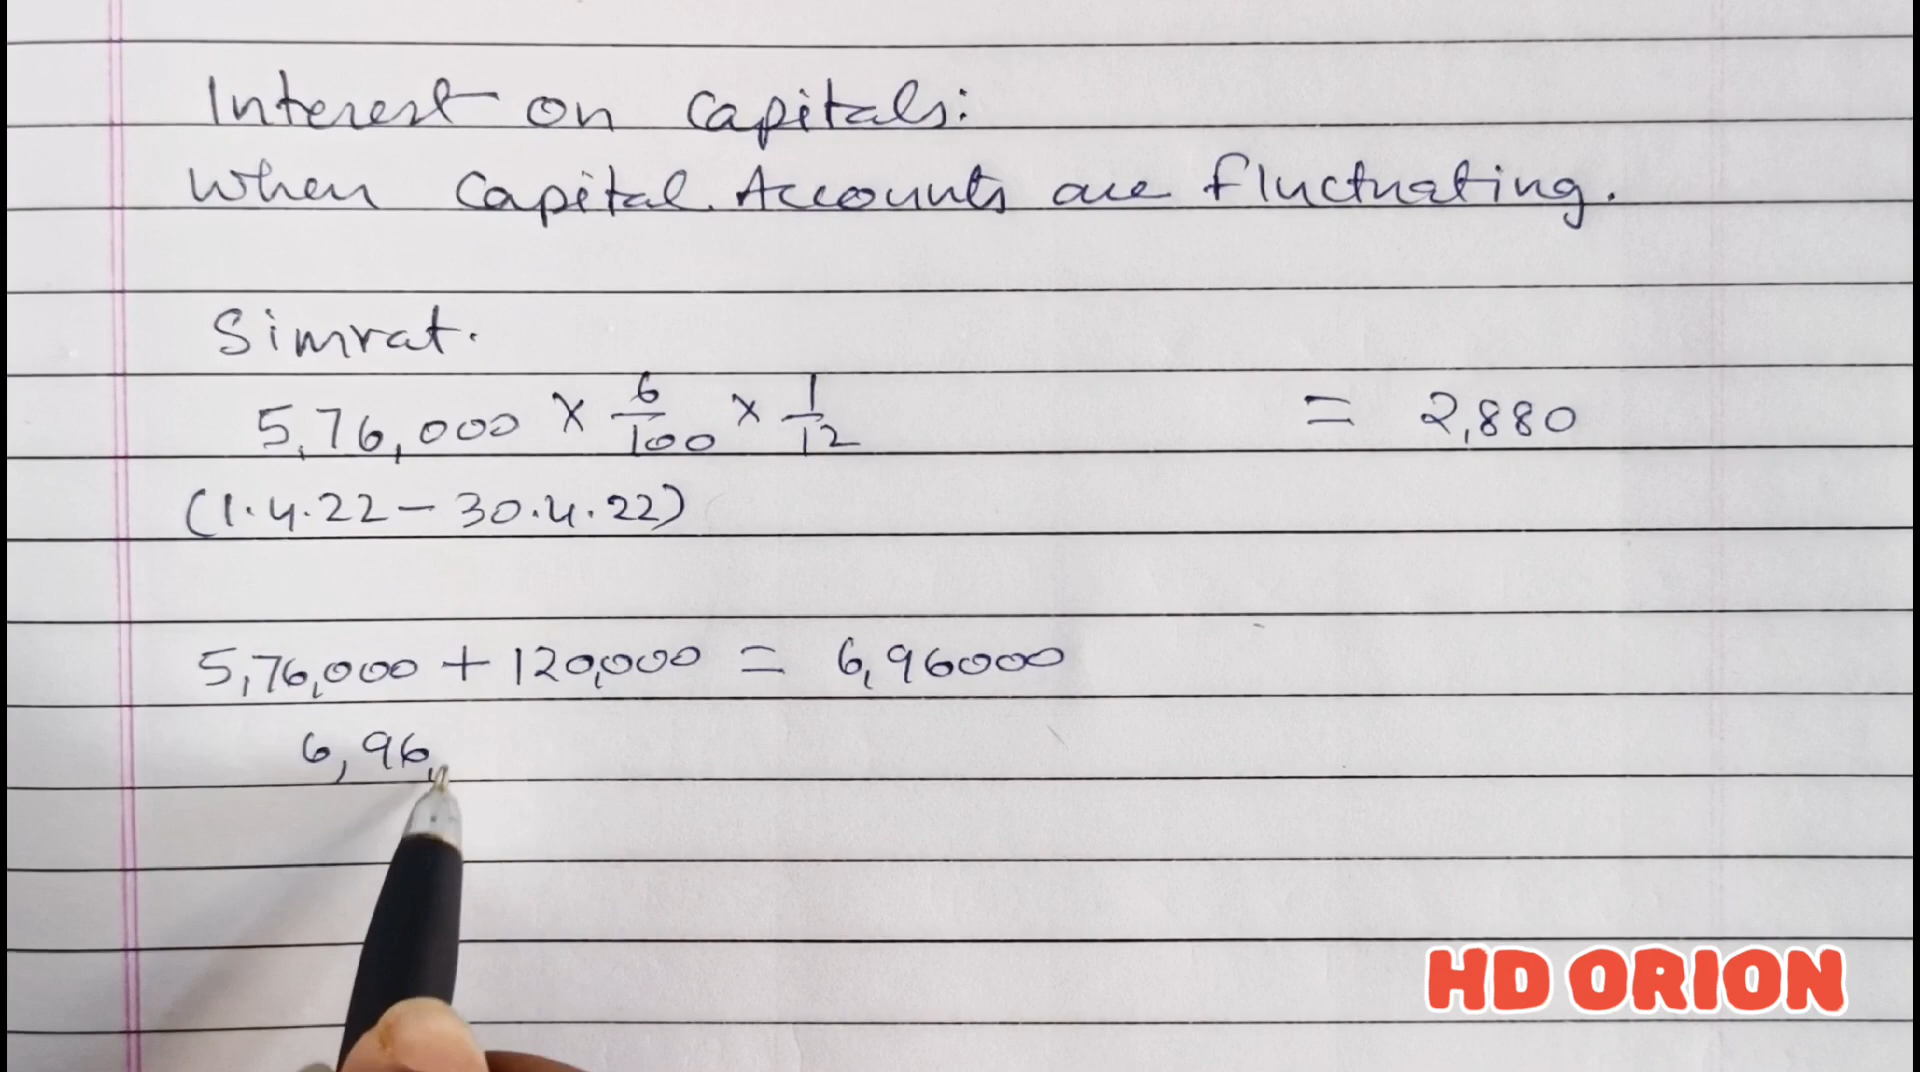 Interest on Capitals:
When Capital Accounts are Fluctuating.
Simrat.
5,76,000 × 6/100 × 1/12 = 2,880
(1.4.22 – 30.4.22)
5,76,000 + 120,000 = 6,96000
6,96,
HD ORION